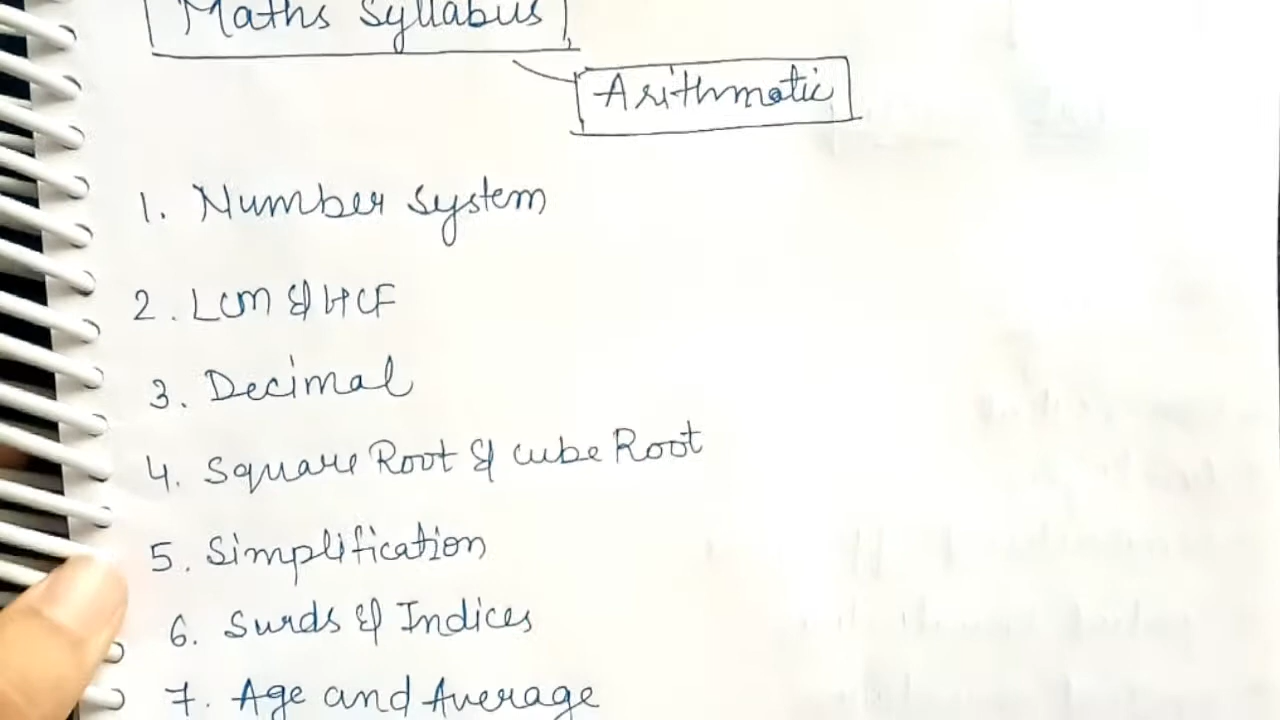 Maths Syllabus
Arithmatic
1. Number System
2. LCM & HCF
3. Decimal
4. Square Root & Cube Root
5. Simplification
6. Surds & Indices
7. Age and Average